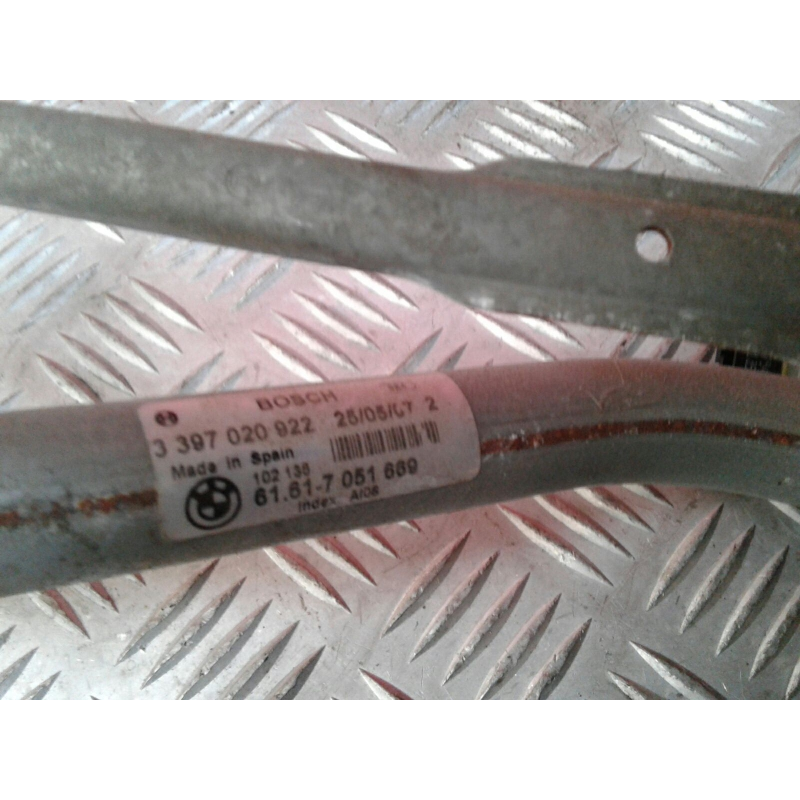 BOSCH
3 397 020 922 25/05/07 2
Made in Spain
102 136
61.61-7 051 669
Index AI06